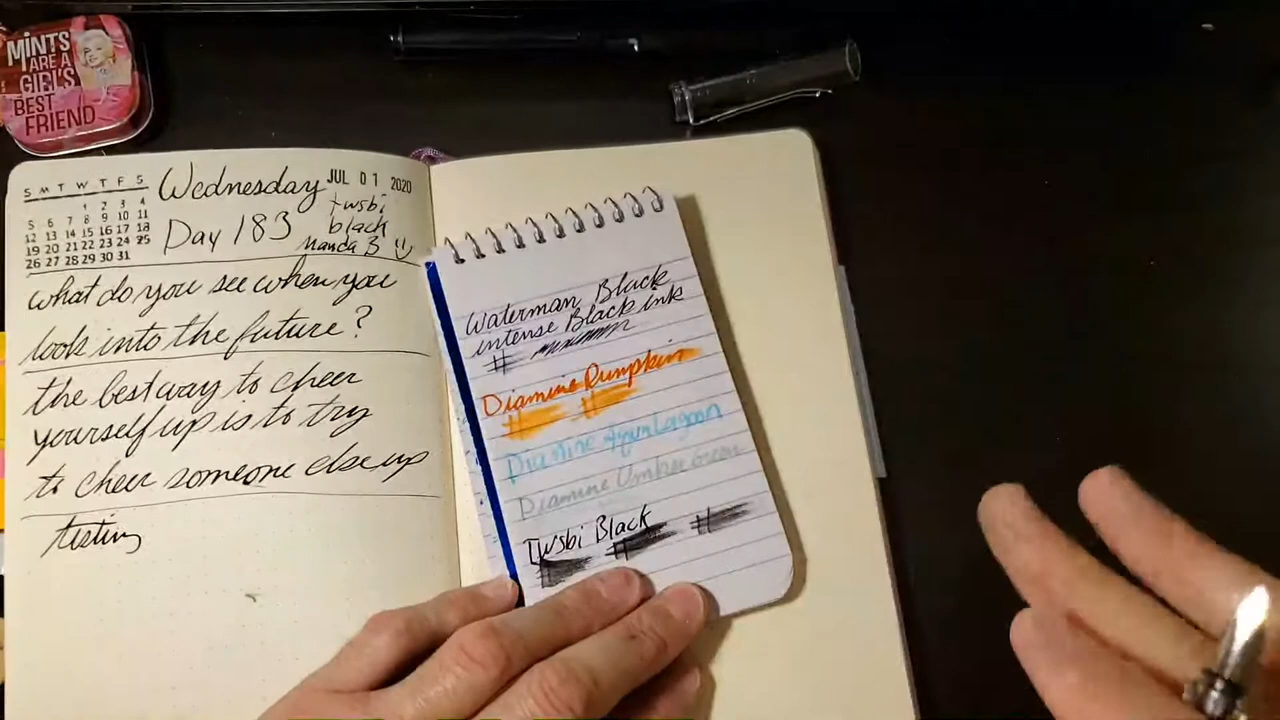 MINTS
ARE A
GIRL'S
BEST
FRIEND
S M T W T F S
1 2 3 4
5 6 7 8 9 10 11
12 13 14 15 16 17 18
19 20 21 22 23 24 25
26 27 28 29 30 31
Wednesday
Day 183
JUL 01 2020
twsbi
black
Nanda B
what do you see when you
look into the future?
the best way to cheer
yourself up is to try
to cheer someone else up
testing
Waterman Black
intense Black ink
#
Diamine Pumpkin
# #
Diamine Aqua Lagoon
Diamine Umber Green
Twsbi Black
# # #